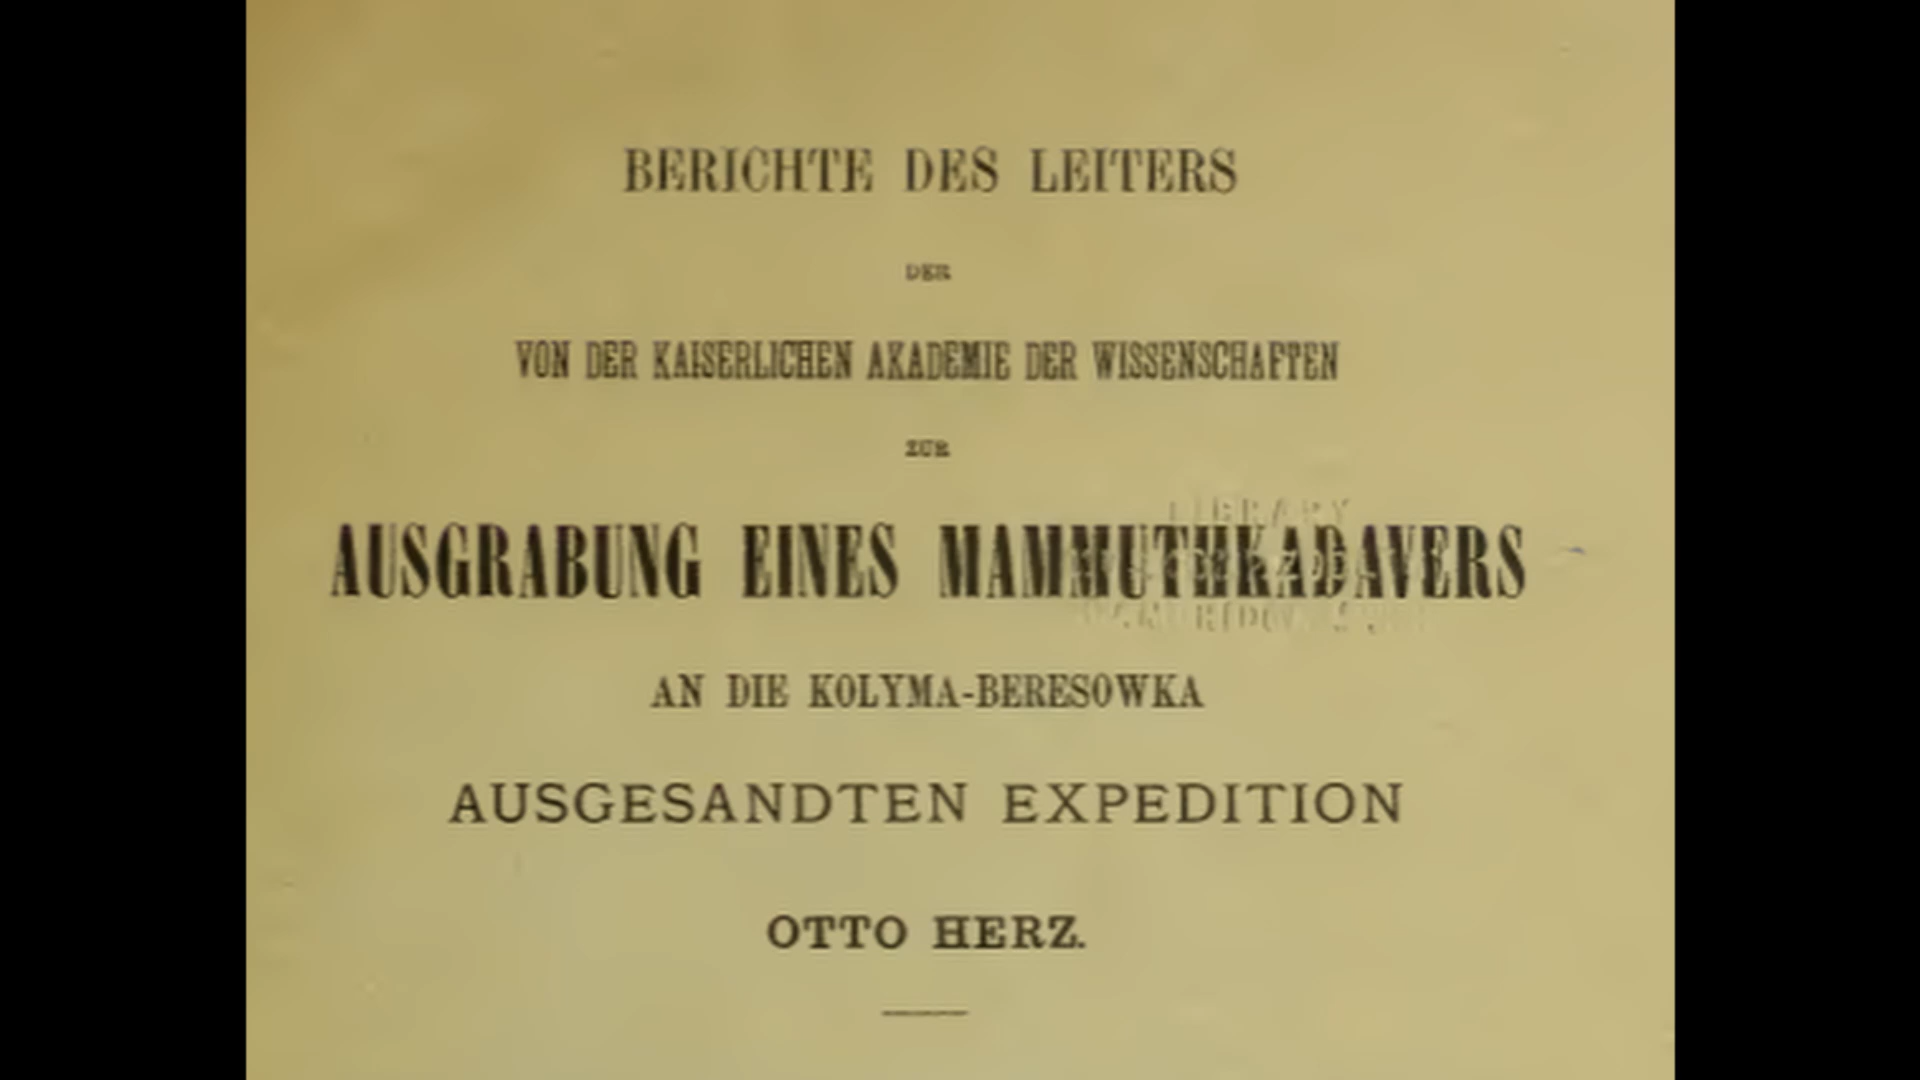 BERICHTE DES LEITERS
DER
VON DER KAISERLICHEN AKADEMIE DER WISSENSCHAFTEN
ZUR
AUSGRABUNG EINES MAMMUTHKADAVERS
LIBRARY
AN DIE KOLYMA-BERESOWKA
AUSGESANDTEN EXPEDITION
OTTO HERZ.